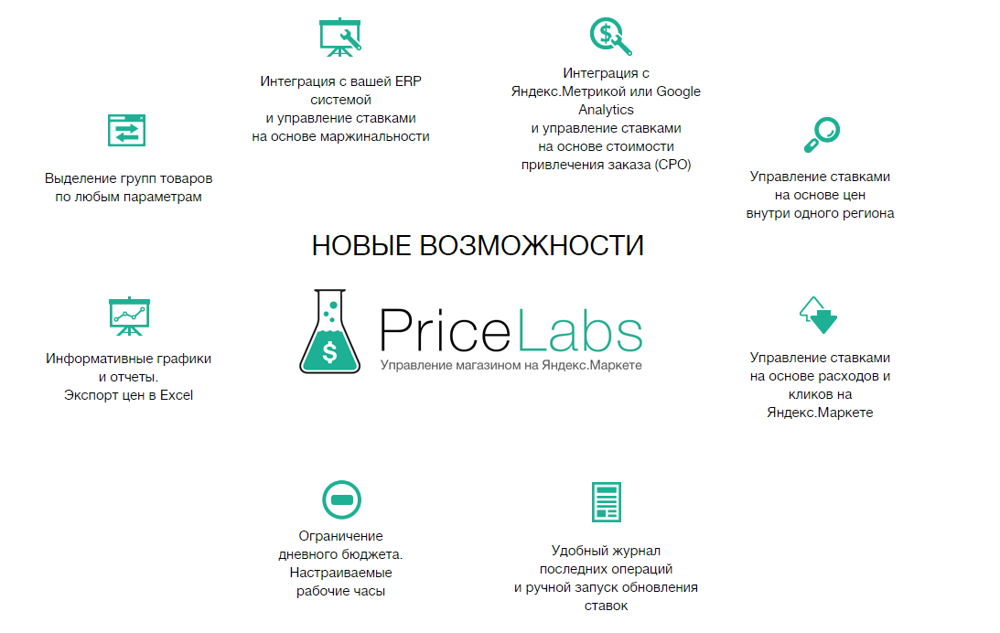 Интеграция с вашей ERP
системой
и управление ставками
на основе маржинальности
Интеграция с
Яндекс.Метрикой или Google
Analytics
и управление ставками
на основе стоимости
привлечения заказа (CPO)
Выделение групп товаров
по любым параметрам
Управление ставками
на основе цен
внутри одного региона
НОВЫЕ ВОЗМОЖНОСТИ
PriceLabs
Управление магазином на Яндекс.Маркете
Информативные графики
и отчеты.
Экспорт цен в Excel
Управление ставками
на основе расходов и
кликов на
Яндекс.Маркете
Ограничение
дневного бюджета.
Настраиваемые
рабочие часы
Удобный журнал
последних операций
и ручной запуск обновления
ставок